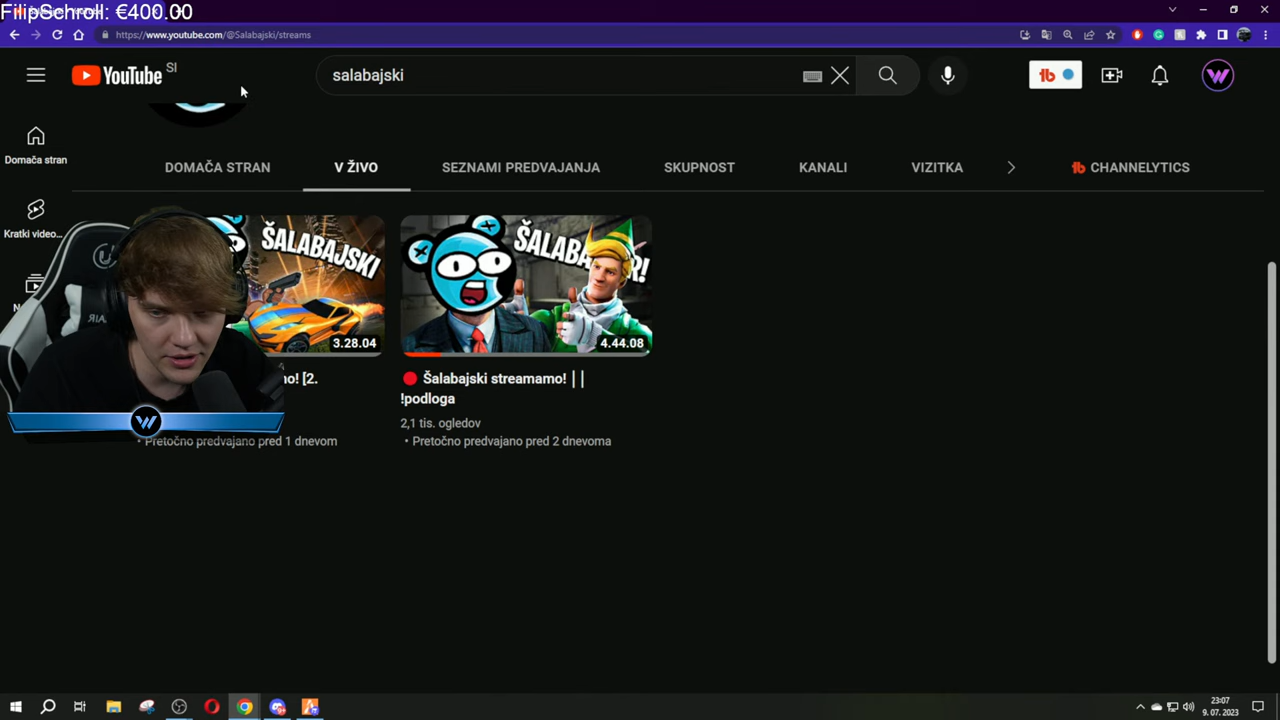 FilipSchroll: €400.00
https://www.youtube.com/@Salabajski/streams
YouTube SI
salabajski
Domača stran
Kratki video…
DOMAČA STRAN
V ŽIVO
SEZNAMI PREDVAJANJA
SKUPNOST
KANALI
VIZITKA
CHANNELYTICS
ŠALABAJSKI
3.28.04
4.44.08
no! [2.
Šalabajski streamamo! ||
!podloga
2,1 tis. ogledov
• Pretočno predvajano pred 1 dnevom
• Pretočno predvajano pred 2 dnevoma
23:07
9. 07. 2023